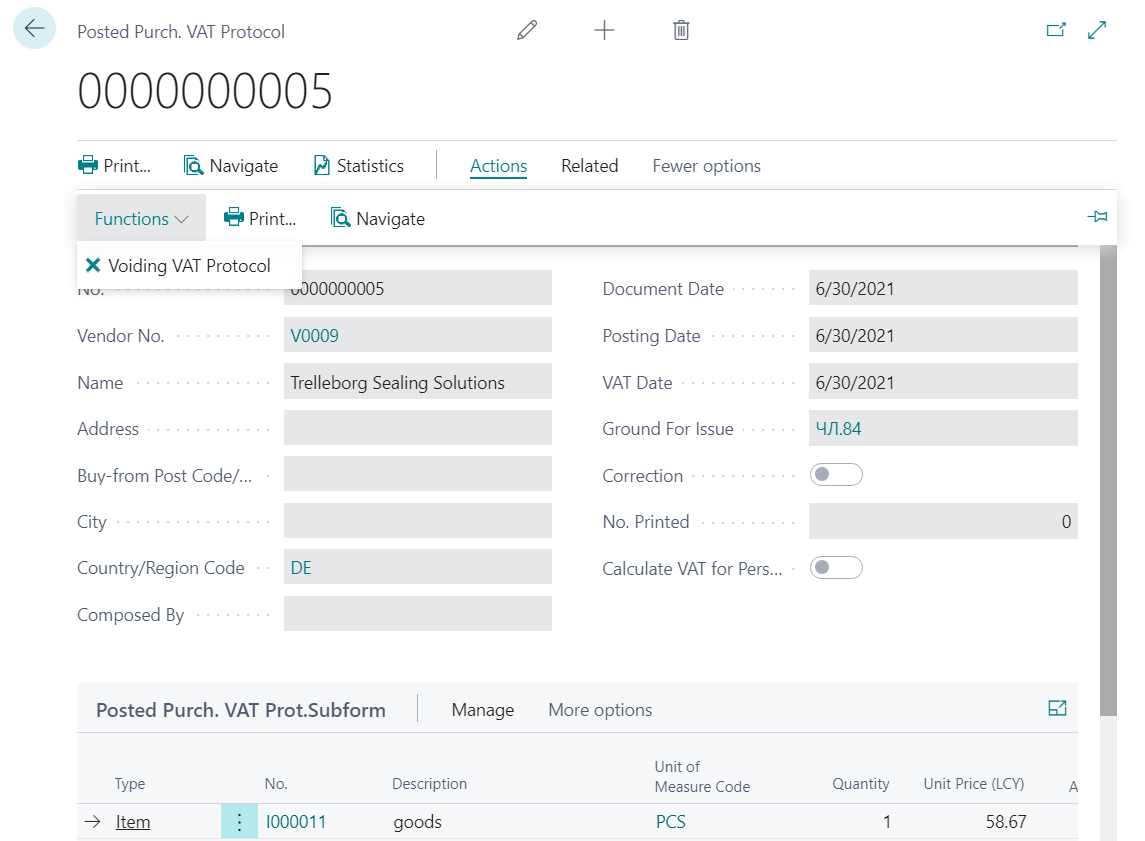 Posted Purch. VAT Protocol
0000000005
Print... Navigate Statistics Actions Related Fewer options
Functions Print... Navigate
Voiding VAT Protocol
No. 0000000005 Document Date 6/30/2021
Vendor No. V0009 Posting Date 6/30/2021
Name Trelleborg Sealing Solutions VAT Date 6/30/2021
Address Ground For Issue ЧЛ.84
Buy-from Post Code/... Correction
City No. Printed 0
Country/Region Code DE Calculate VAT for Pers...
Composed By
Posted Purch. VAT Prot.Subform Manage More options
Unit of
Type No. Description Measure Code Quantity Unit Price (LCY) A
Item I000011 goods PCS 1 58.67